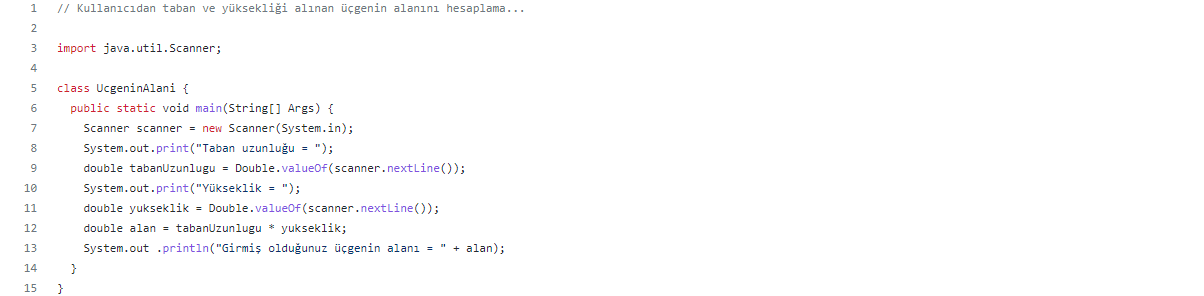 1 // Kullanıcıdan taban ve yüksekliği alınan üçgenin alanını hesaplama...
2
3 import java.util.Scanner;
4
5 class UcgeninAlani {
6 public static void main(String[] Args) {
7 Scanner scanner = new Scanner(System.in);
8 System.out.print("Taban uzunluğu = ");
9 double tabanUzunlugu = Double.valueOf(scanner.nextLine());
10 System.out.print("Yükseklik = ");
11 double yukseklik = Double.valueOf(scanner.nextLine());
12 double alan = tabanUzunlugu * yukseklik;
13 System.out .println("Girmiş olduğunuz üçgenin alanı = " + alan);
14 }
15 }